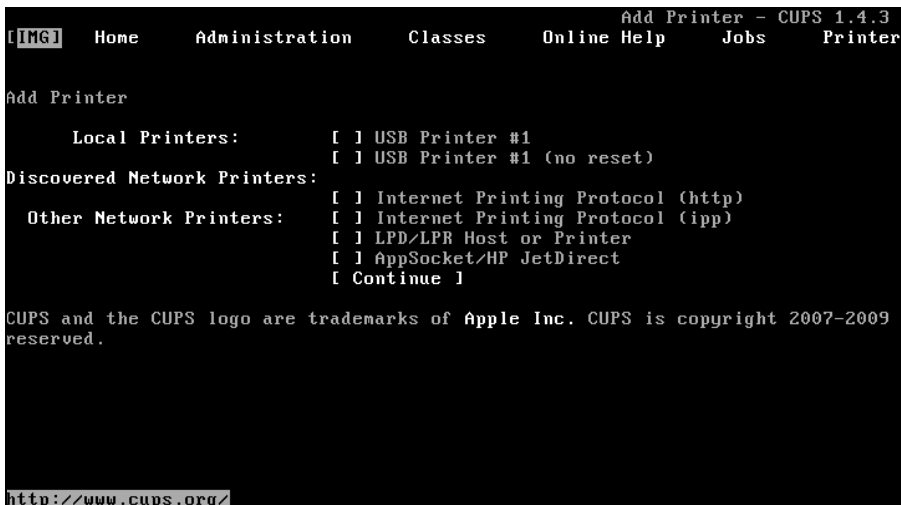 Add Printer - CUPS 1.4.3
[IMG] Home Administration Classes Online Help Jobs Printer
Add Printer
Local Printers: [ ] USB Printer #1
[ ] USB Printer #1 (no reset)
Discovered Network Printers:
[ ] Internet Printing Protocol (http)
Other Network Printers: [ ] Internet Printing Protocol (ipp)
[ ] LPD/LPR Host or Printer
[ ] AppSocket/HP JetDirect
[ Continue ]
CUPS and the CUPS logo are trademarks of Apple Inc. CUPS is copyright 2007-2009
reserved.
http://www.cups.org/